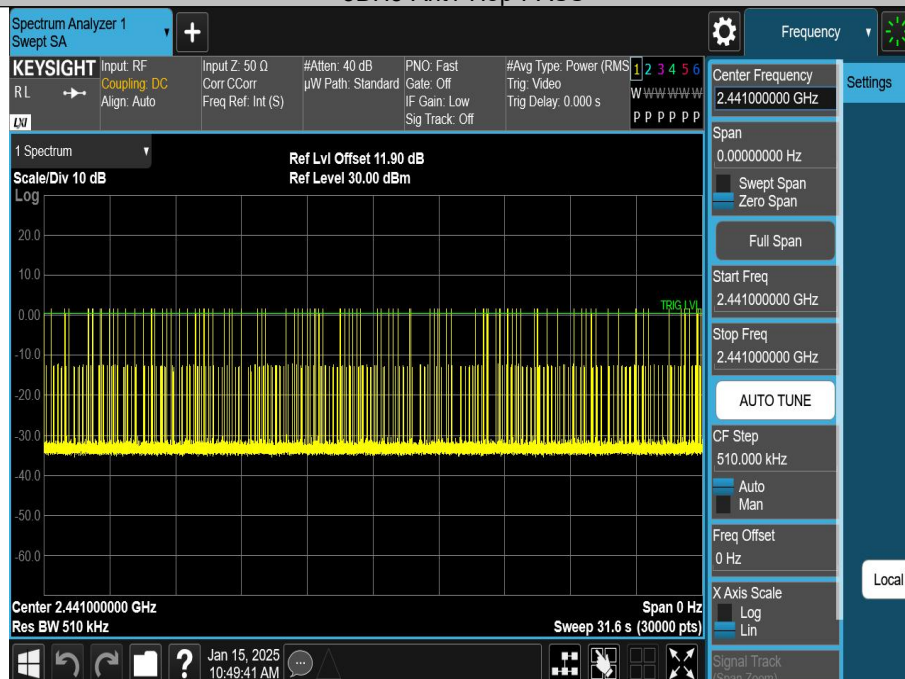 Spectrum Analyzer 1
Swept SA
+
Frequency
KEYSIGHT
RL
LXI
Input: RF
Coupling: DC
Align: Auto
Input Z: 50 Ω
Corr CCorr
Freq Ref: Int (S)
#Atten: 40 dB
µW Path: Standard
PNO: Fast
Gate: Off
IF Gain: Low
Sig Track: Off
#Avg Type: Power (RMS
Trig: Video
Trig Delay: 0.000 s
1 2 3 4 5 6
W W W W W W
P P P P P P
1 Spectrum
Scale/Div 10 dB
Log
Ref Lvl Offset 11.90 dB
Ref Level 30.00 dBm
20.0
10.0
0.00
-10.0
-20.0
-30.0
-40.0
-50.0
-60.0
TRIG LVL
Center 2.441000000 GHz
Res BW 510 kHz
Span 0 Hz
Sweep 31.6 s (30000 pts)
?
Jan 15, 2025
10:49:41 AM
Center Frequency
2.441000000 GHz
Span
0.00000000 Hz
Swept Span
Zero Span
Full Span
Start Freq
2.441000000 GHz
Stop Freq
2.441000000 GHz
AUTO TUNE
CF Step
510.000 kHz
Auto
Man
Freq Offset
0 Hz
X Axis Scale
Log
Lin
Signal Track
(Span Zoom)
Settings
Local